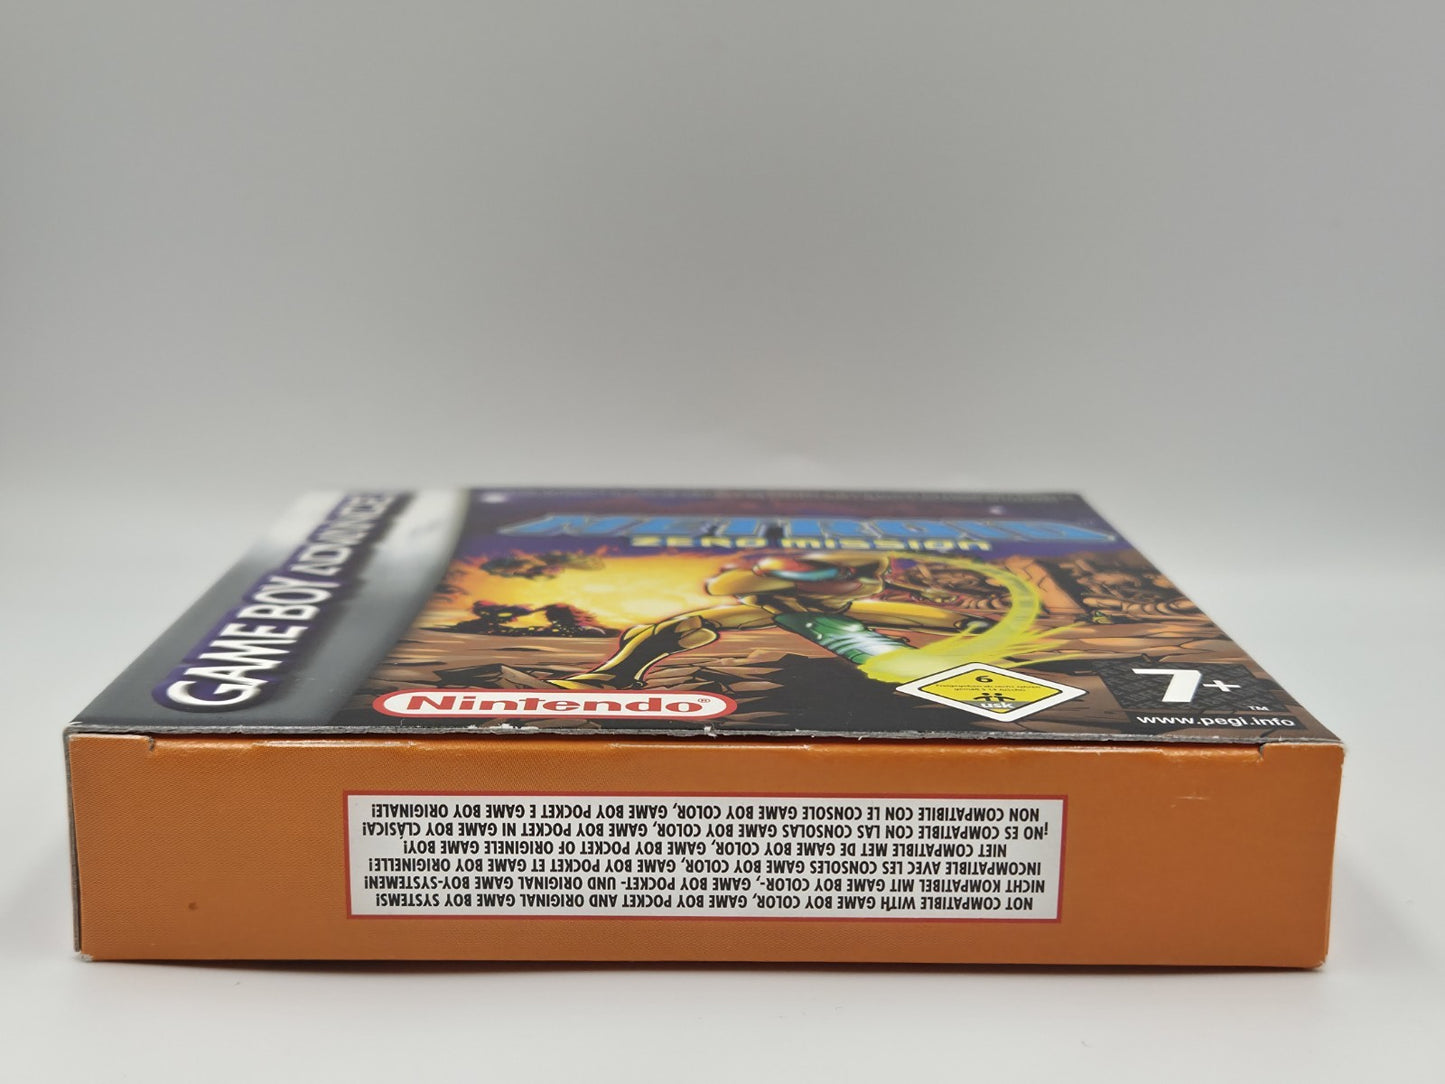 GAME BOY ADVANCE
METROID
ZERO MISSION
Nintendo®
6
usk
7+
™
www.pegi.info
NOT COMPATIBLE WITH GAME BOY COLOR, GAME BOY POCKET AND ORIGINAL GAME BOY SYSTEMS!
NICHT KOMPATIBEL MIT GAME BOY COLOR-, GAME BOY POCKET- UND ORIGINAL GAME BOY-SYSTEMEN!
INCOMPATIBLE AVEC LES CONSOLES GAME BOY COLOR, GAME BOY POCKET ET GAME BOY ORIGINELLE!
NIET COMPATIBEL MET DE GAME BOY COLOR, GAME BOY POCKET OF ORIGINELE GAME BOY!
¡NO ES COMPATIBLE CON LAS CONSOLAS GAME BOY COLOR, GAME BOY POCKET NI GAME BOY CLÁSICA!
NON COMPATIBILE CON LE CONSOLE GAME BOY COLOR, GAME BOY POCKET E GAME BOY ORIGINALE!